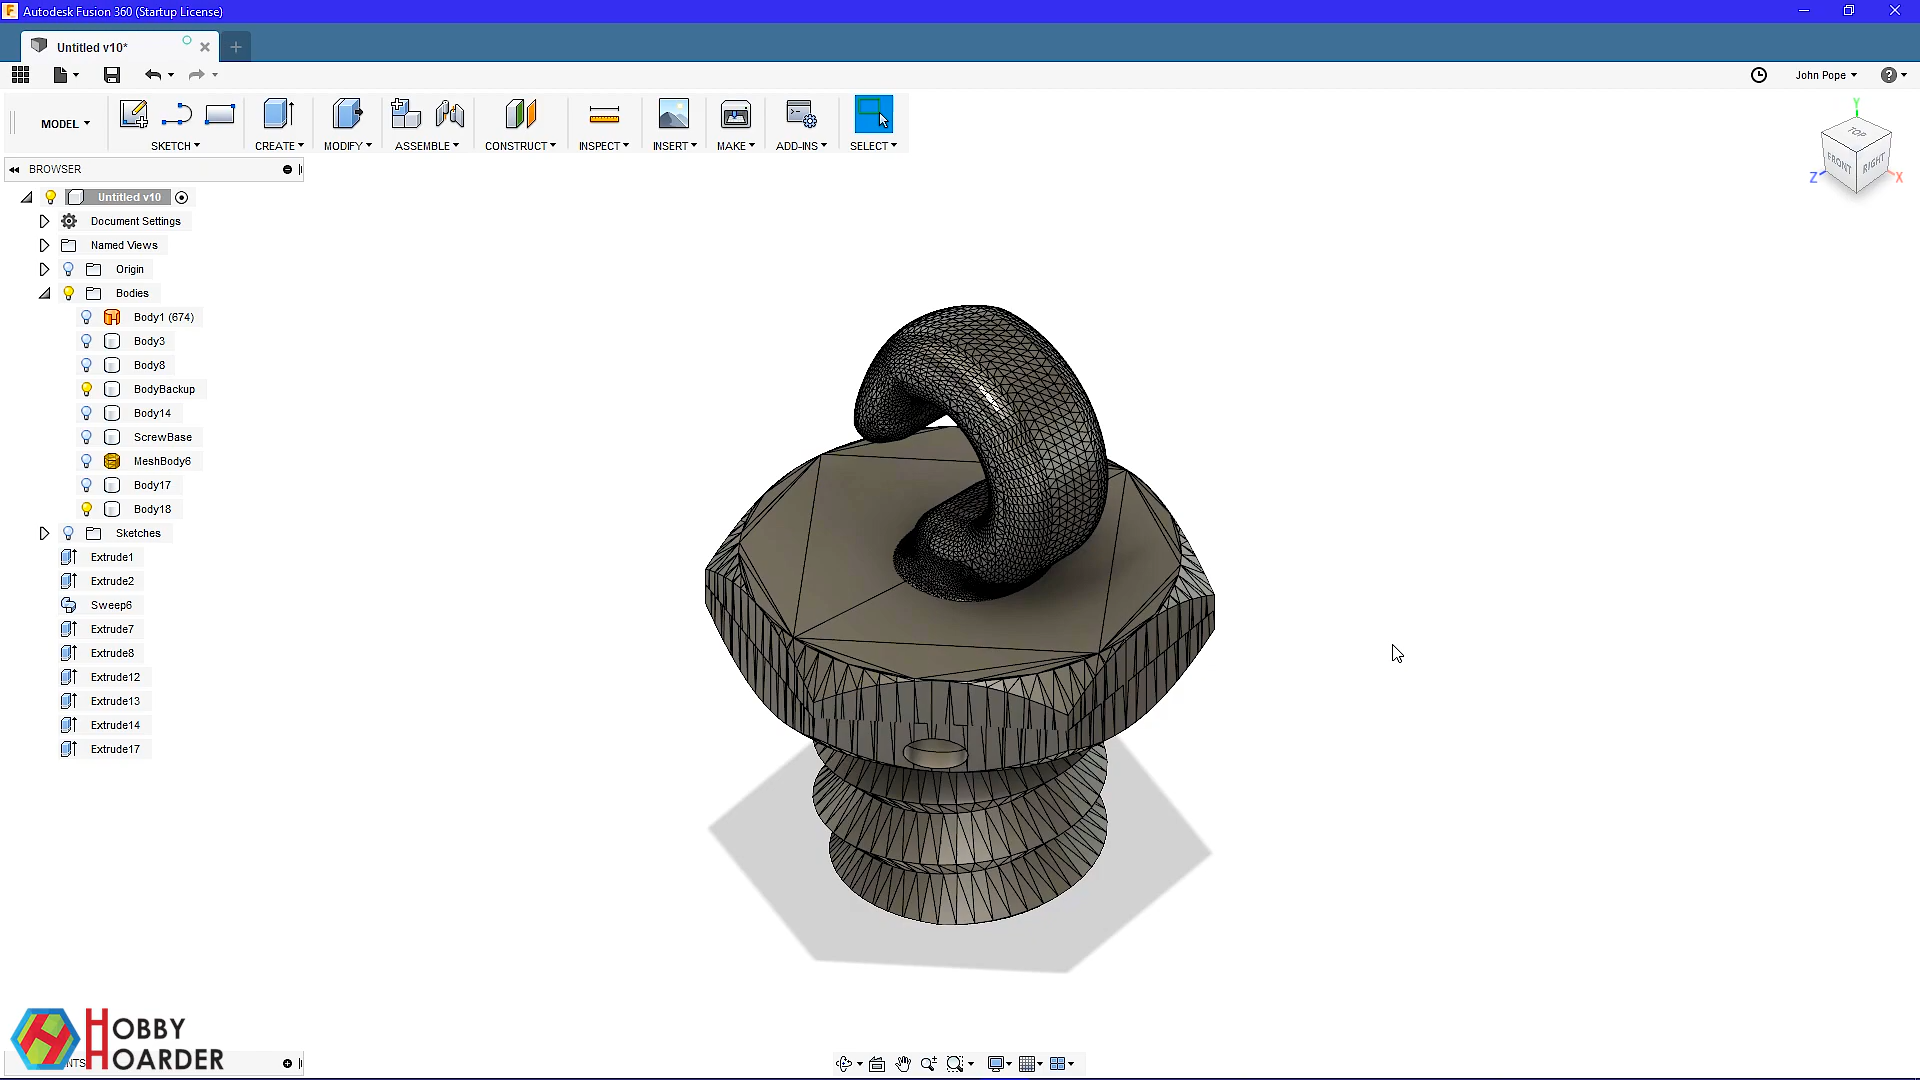 Autodesk Fusion 360 (Startup License)
Untitled v10*
John Pope
MODEL
SKETCH
CREATE
MODIFY
ASSEMBLE
CONSTRUCT
INSPECT
INSERT
MAKE
ADD-INS
SELECT
BROWSER
Untitled v10
Document Settings
Named Views
Origin
Bodies
Body1 (674)
Body3
Body8
BodyBackup
Body14
ScrewBase
MeshBody6
Body17
Body18
Sketches
Extrude1
Extrude2
Sweep6
Extrude7
Extrude8
Extrude12
Extrude13
Extrude14
Extrude17
Y
TOP
FRONT
RIGHT
Z
X
HOBBY
HOARDER
NTS